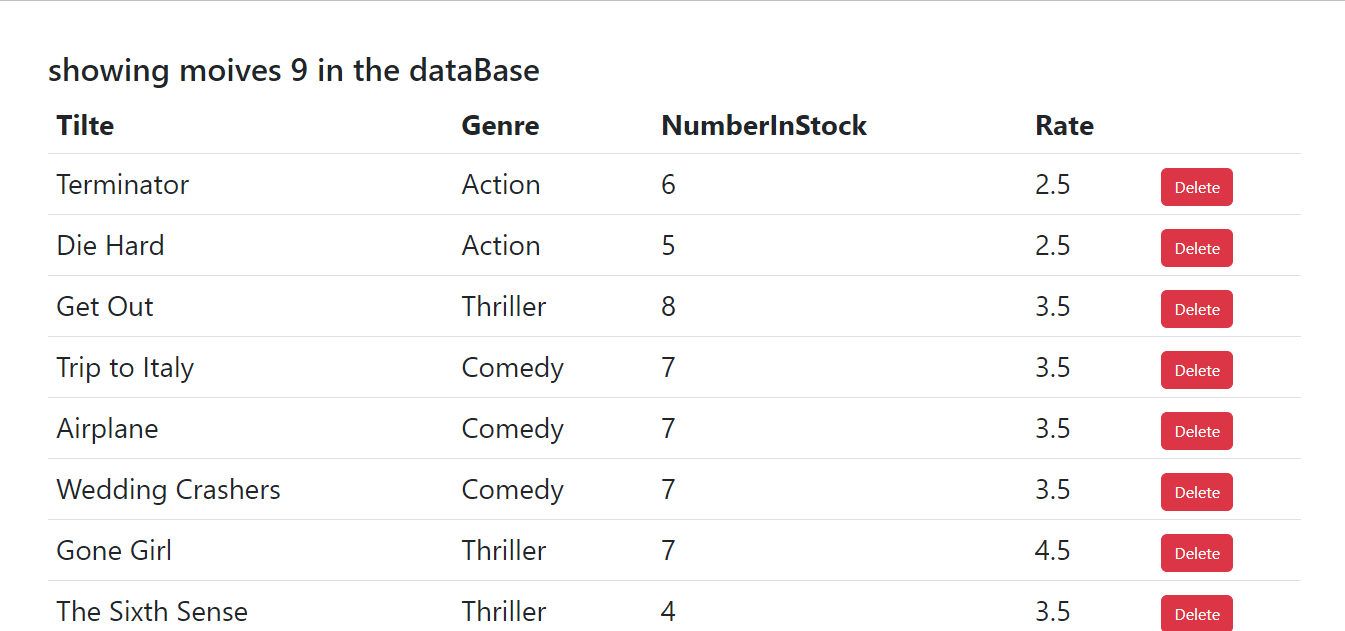 showing moives 9 in the dataBase
Tilte Genre NumberInStock Rate
Terminator Action 6 2.5 Delete
Die Hard Action 5 2.5 Delete
Get Out Thriller 8 3.5 Delete
Trip to Italy Comedy 7 3.5 Delete
Airplane Comedy 7 3.5 Delete
Wedding Crashers Comedy 7 3.5 Delete
Gone Girl Thriller 7 4.5 Delete
The Sixth Sense Thriller 4 3.5 Delete